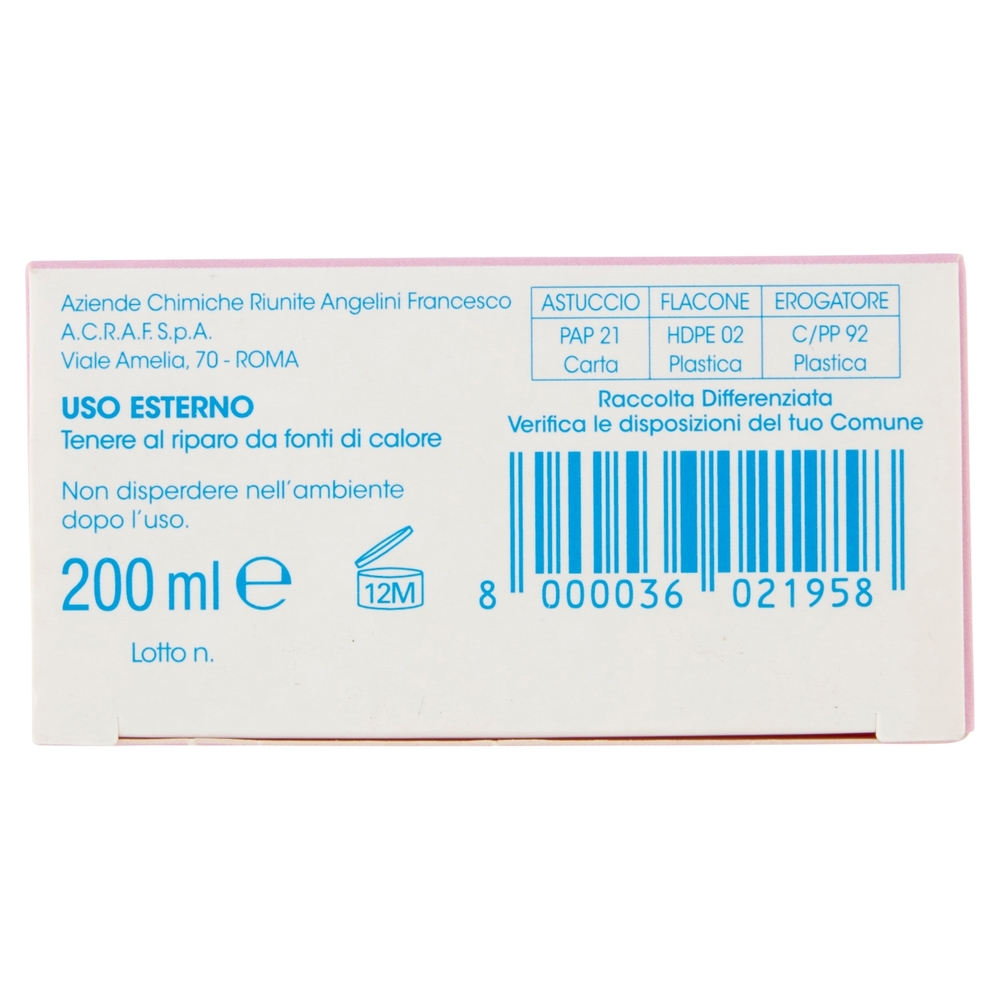 Aziende Chimiche Riunite Angelini Francesco
A.C.R.A.F. S.p.A.
Viale Amelia, 70 - ROMA
USO ESTERNO
Tenere al riparo da fonti di calore
Non disperdere nell'ambiente
dopo l'uso.
200 ml e
12M
Lotto n.
ASTUCCIO FLACONE EROGATORE
PAP 21 HDPE 02 C/PP 92
Carta Plastica Plastica
Raccolta Differenziata
Verifica le disposizioni del tuo Comune
8 000036 021958